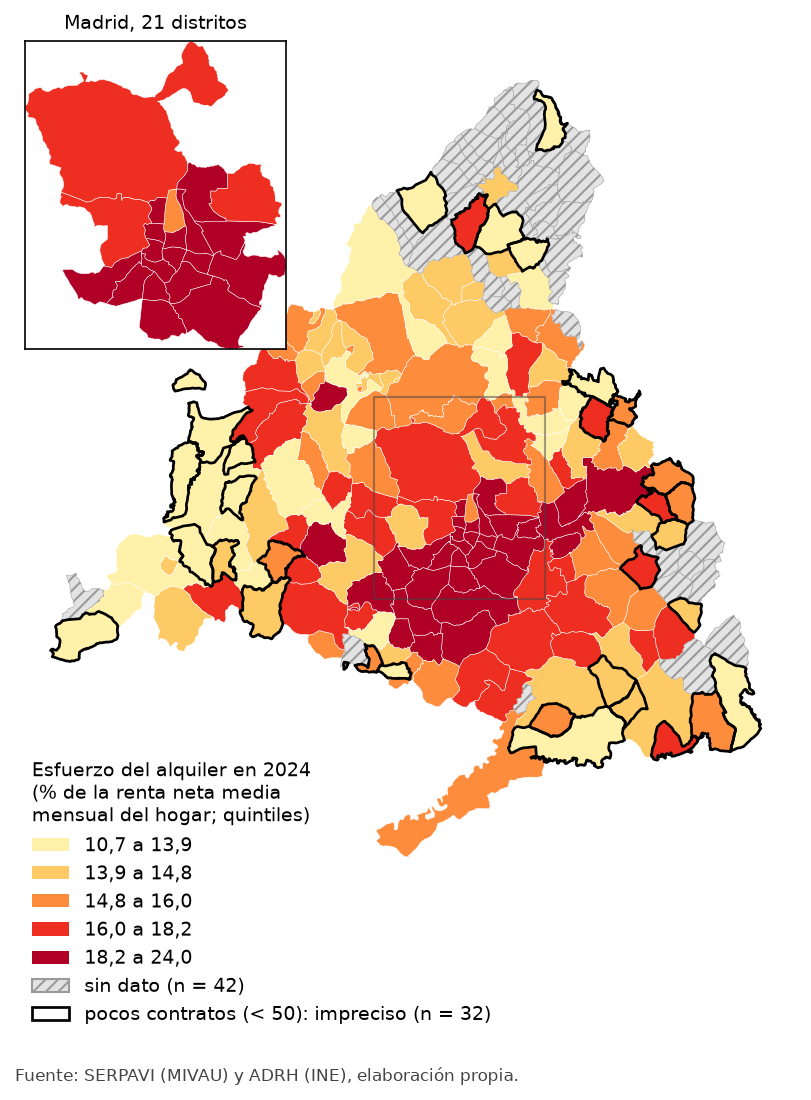 Madrid, 21 distritos
Esfuerzo del alquiler en 2024
(% de la renta neta media
mensual del hogar; quintiles)
10,7 a 13,9
13,9 a 14,8
14,8 a 16,0
16,0 a 18,2
18,2 a 24,0
sin dato (n = 42)
pocos contratos (< 50): impreciso (n = 32)
Fuente: SERPAVI (MIVAU) y ADRH (INE), elaboración propia.